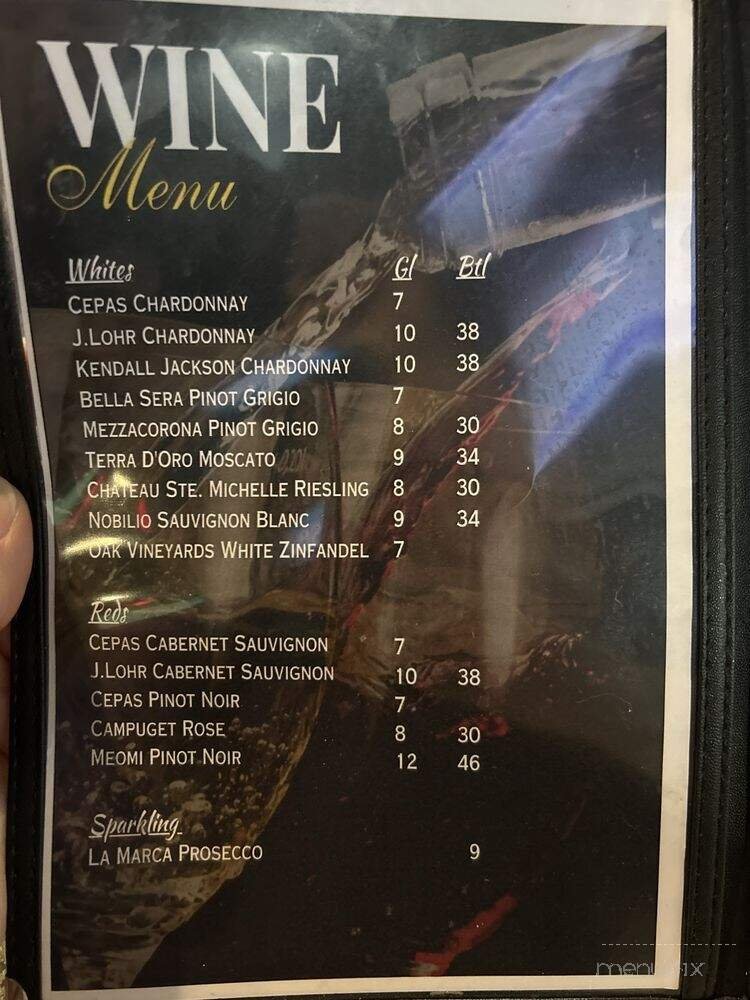 WINE
Menu
Whites Gl Btl
CEPAS CHARDONNAY 7
J.LOHR CHARDONNAY 10 38
KENDALL JACKSON CHARDONNAY 10 38
BELLA SERA PINOT GRIGIO 7
MEZZACORONA PINOT GRIGIO 8 30
TERRA D'ORO MOSCATO 9 34
CHATEAU STE. MICHELLE RIESLING 8 30
NOBILIO SAUVIGNON BLANC 9 34
OAK VINEYARDS WHITE ZINFANDEL 7
Reds
CEPAS CABERNET SAUVIGNON 7
J.LOHR CABERNET SAUVIGNON 10 38
CEPAS PINOT NOIR 7
CAMPUGET ROSE 8 30
MEOMI PINOT NOIR 12 46
Sparkling
LA MARCA PROSECCO 9
menupix